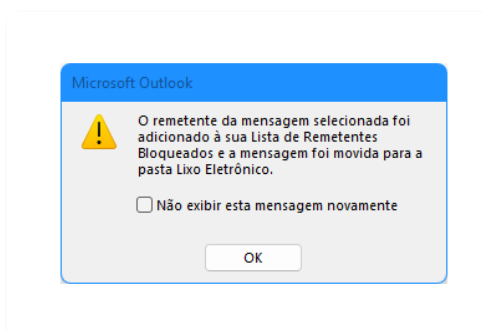 Microsoft Outlook
O remetente da mensagem selecionada foi
adicionado à sua Lista de Remetentes
Bloqueados e a mensagem foi movida para a
pasta Lixo Eletrônico.
Não exibir esta mensagem novamente
OK